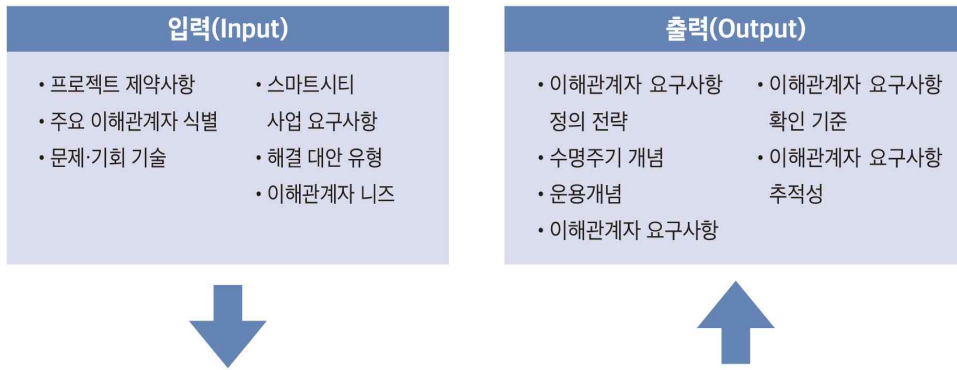 입력(Input)
• 프로젝트 제약사항
• 주요 이해관계자 식별
• 문제·기회 기술
• 스마트시티
사업 요구사항
• 해결 대안 유형
• 이해관계자 니즈
출력(Output)
• 이해관계자 요구사항
정의 전략
• 수명주기 개념
• 운용개념
• 이해관계자 요구사항
• 이해관계자 요구사항
확인 기준
• 이해관계자 요구사항
추적성